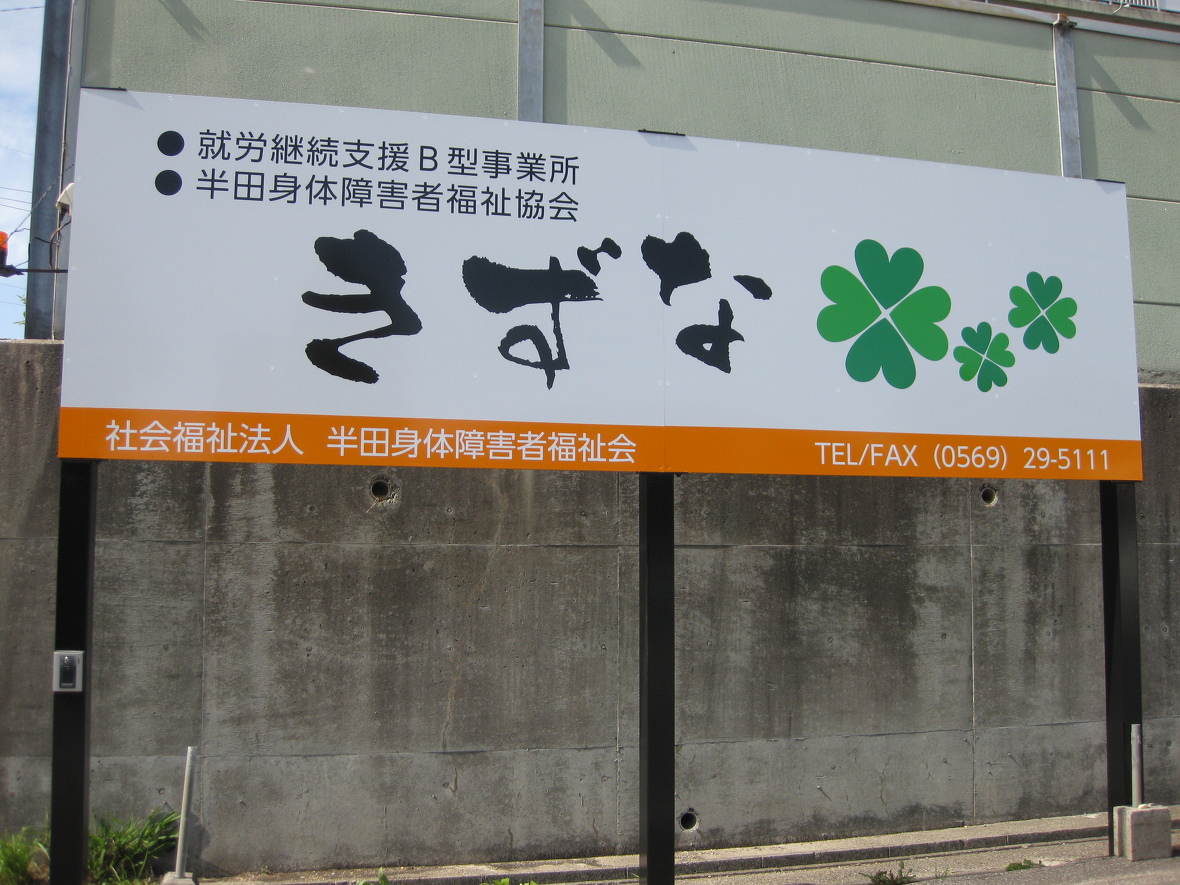 ●就労継続支援B型事業所
●半田身体障害者福祉協会
きずな
社会福祉法人 半田身体障害者福祉会
TEL/FAX (0569) 29-5111